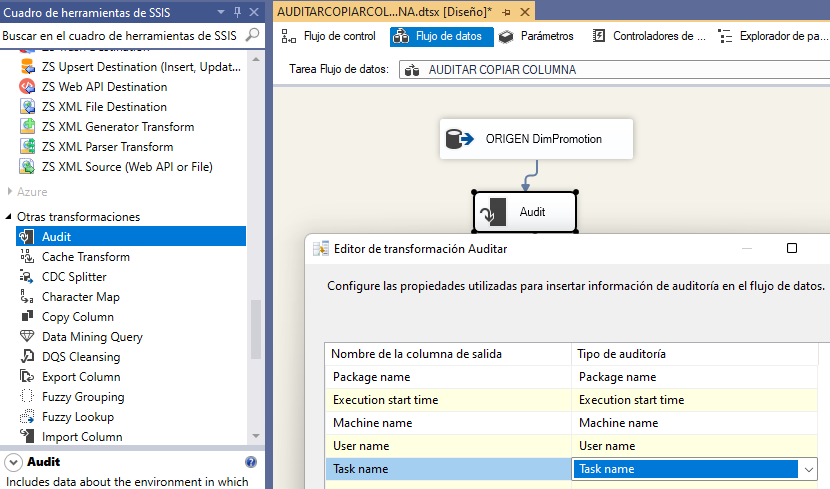 Cuadro de herramientas de SSIS
Buscar en el cuadro de herramientas de SSIS
ZS Upsert Destination (Insert, Updat...
ZS Web API Destination
ZS XML File Destination
ZS XML Generator Transform
ZS XML Parser Transform
ZS XML Source (Web API or File)
Azure
Otras transformaciones
Audit
Cache Transform
CDC Splitter
Character Map
Copy Column
Data Mining Query
DQS Cleansing
Export Column
Fuzzy Grouping
Fuzzy Lookup
Import Column
Audit
Includes data about the environment in which
AUDITARCOPIARCOL...NA.dtsx [Diseño]*
Flujo de control
Flujo de datos
Parámetros
Controladores de ...
Explorador de pa...
Tarea Flujo de datos:
AUDITAR COPIAR COLUMNA
ORIGEN DimPromotion
Audit
Editor de transformación Auditar
Configure las propiedades utilizadas para insertar información de auditoría en el flujo de datos.
Nombre de la columna de salida Tipo de auditoría
Package name Package name
Execution start time Execution start time
Machine name Machine name
User name User name
Task name Task name